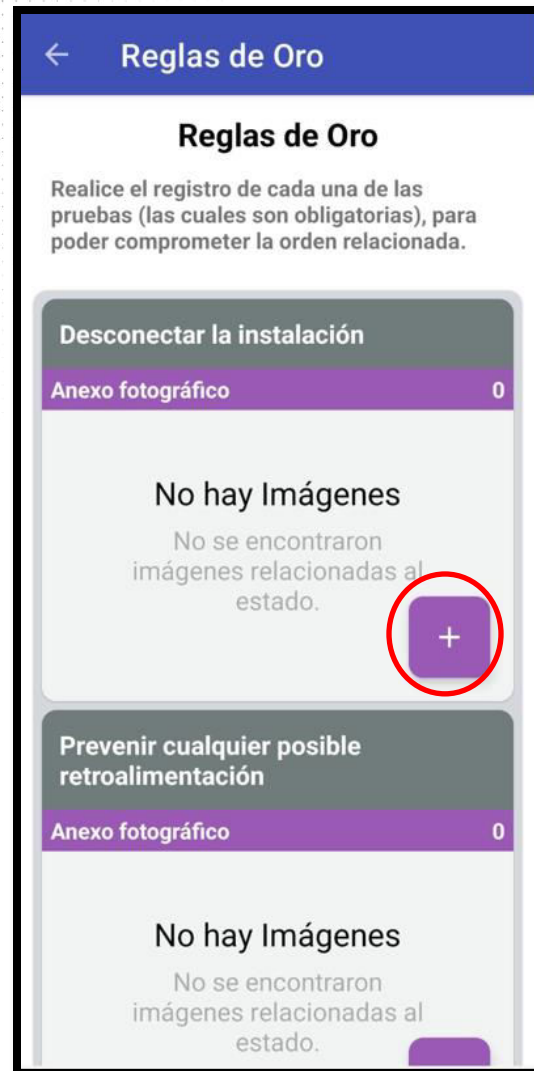 Reglas de Oro
Reglas de Oro
Realice el registro de cada una de las
pruebas (las cuales son obligatorias), para
poder comprometer la orden relacionada.
Desconectar la instalación
Anexo fotográfico 0
No hay Imágenes
No se encontraron
imágenes relacionadas al
estado.
+
Prevenir cualquier posible
retroalimentación
Anexo fotográfico 0
No hay Imágenes
No se encontraron
imágenes relacionadas al
estado.